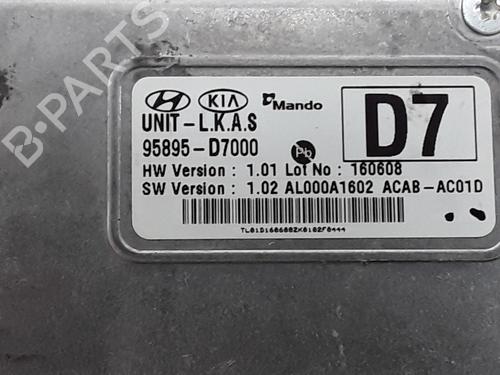 B-PARTS
KIA Mando
D7
UNIT-L.K.A.S
95895-D7000 Pb
HW Version : 1.01 Lot No : 160608
SW Version : 1.02 AL000A1602 ACAB-AC01D
TL01D160608ZK0102F0444